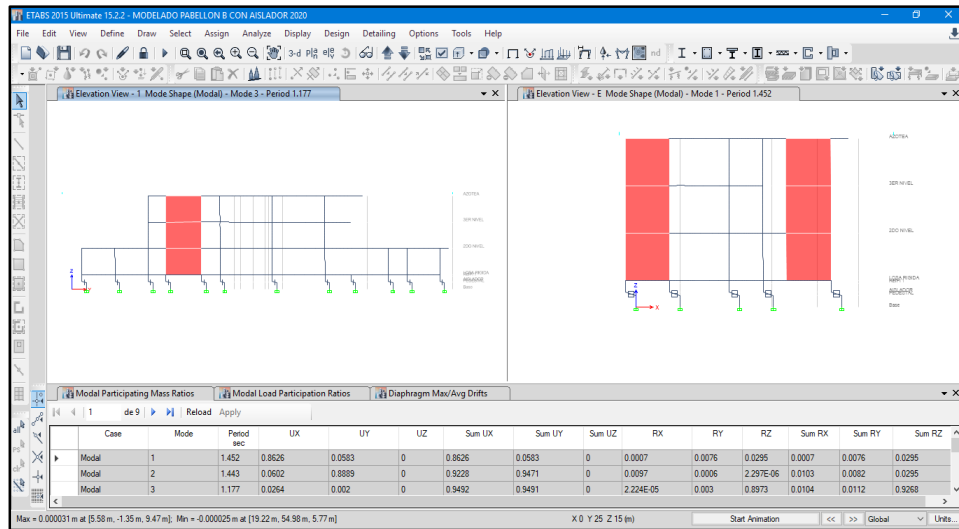 ETABS 2015 Ultimate 15.2.2 - MODELADO PABELLON B CON AISLADOR 2020
File Edit View Define Draw Select Assign Analyze Display Design Detailing Options Tools Help
3-d nd
Elevation View - 1 Mode Shape (Modal) - Mode 3 - Period 1.177
Elevation View - E Mode Shape (Modal) - Mode 1 - Period 1.452
AZOTEA
3ER NIVEL
2DO NIVEL
Base
AZOTEA
3ER NIVEL
2DO NIVEL
LOSA RIGIDA
PEDESTAL
Base
Z
X
Modal Participating Mass Ratios Modal Load Participation Ratios Diaphragm Max/Avg Drifts
1 de 9 Reload Apply
Case Mode Period sec UX UY UZ Sum UX Sum UY Sum UZ RX RY RZ Sum RX Sum RY Sum RZ
Modal 1 1.452 0.8626 0.0583 0 0.8626 0.0583 0 0.0007 0.0076 0.0295 0.0007 0.0076 0.0295
Modal 2 1.443 0.0602 0.8889 0 0.9228 0.9471 0 0.0097 0.0006 2.297E-06 0.0103 0.0082 0.0295
Modal 3 1.177 0.0264 0.002 0 0.9492 0.9491 0 2.224E-05 0.003 0.8973 0.0104 0.0112 0.9268
Max = 0.000031 m at [5.58 m, -1.35 m, 9.47 m]; Min = -0.000025 m at [19.22 m, 54.98 m, 5.77 m] X 0 Y 25 Z 15 (m) Start Animation << >> Global Units...